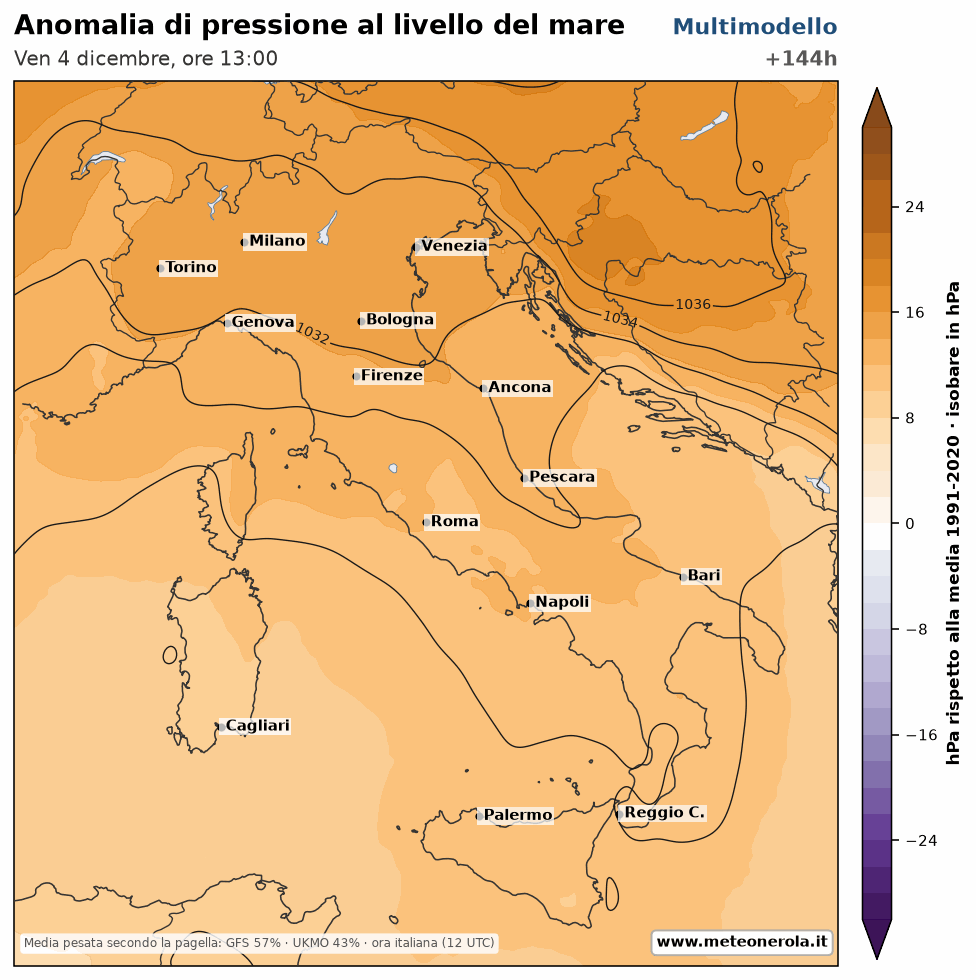 Anomalia di pressione al livello del mare
Multimodello
Ven 4 dicembre, ore 13:00
+144h
Milano
Venezia
Torino
1036
1034
Genova
Bologna
1032
Firenze
Ancona
Pescara
Roma
Bari
Napoli
Cagliari
Palermo
Reggio C.
24
16
8
0
−8
−16
−24
hPa rispetto alla media 1991-2020 · isobare in hPa
Media pesata secondo la pagella: GFS 57% · UKMO 43% · ora italiana (12 UTC)
www.meteonerola.it